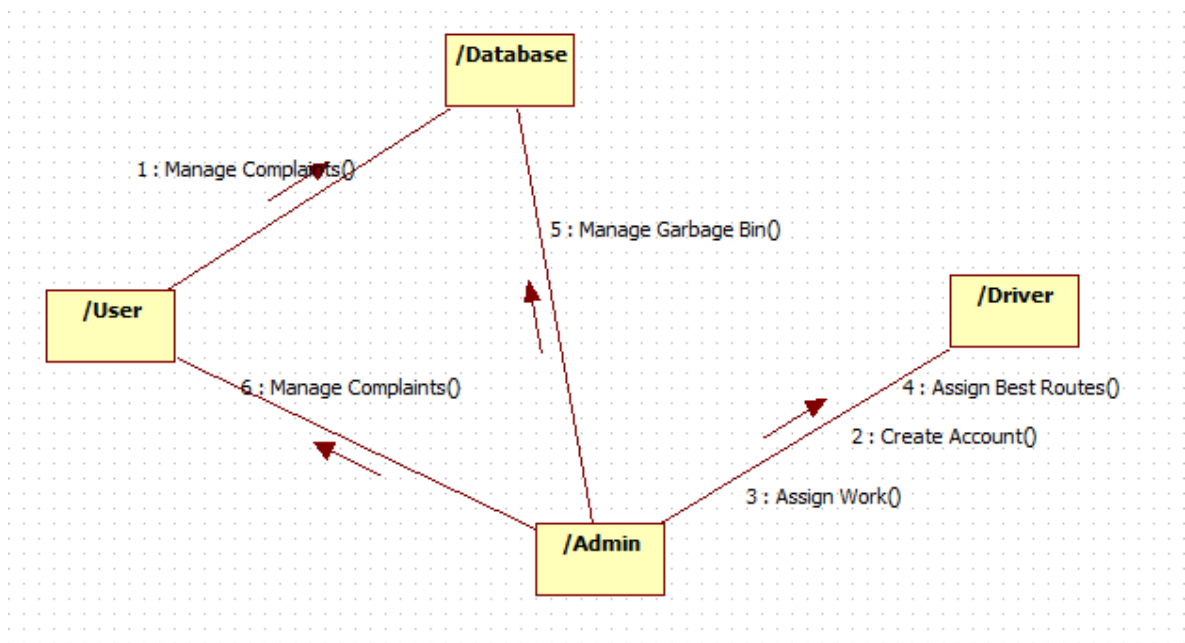 /Database
1 : Manage Complaints()
5 : Manage Garbage Bin()
/User
/Driver
6 : Manage Complaints()
4 : Assign Best Routes()
2 : Create Account()
3 : Assign Work()
/Admin